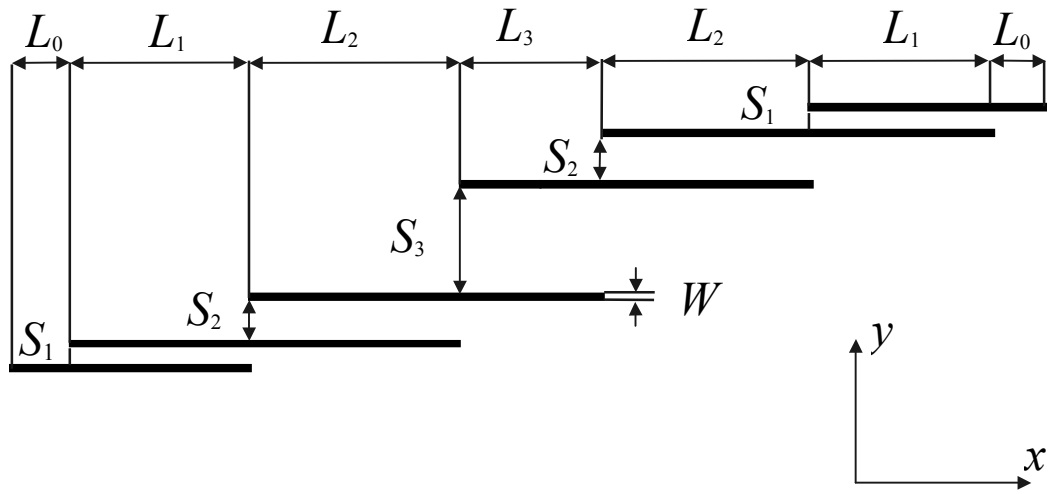 L₀ L₁ L₂ L₃ L₂ L₁ L₀
S₁
S₂
S₃
S₂ W
S₁
y
x